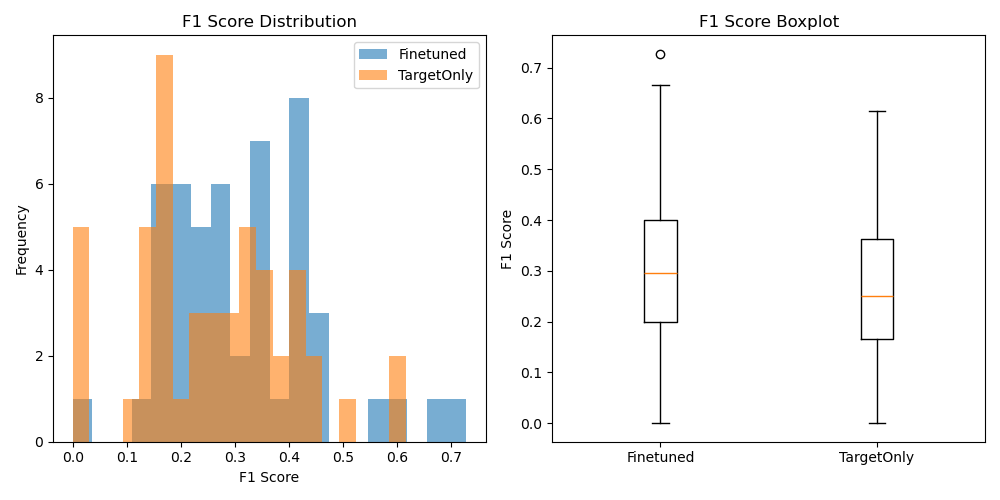 F1 Score Distribution
Finetuned
TargetOnly
8
6
4
2
0
Frequency
0.0 0.1 0.2 0.3 0.4 0.5 0.6 0.7
F1 Score
F1 Score Boxplot
0.7
0.6
0.5
0.4
0.3
0.2
0.1
0.0
F1 Score
Finetuned TargetOnly